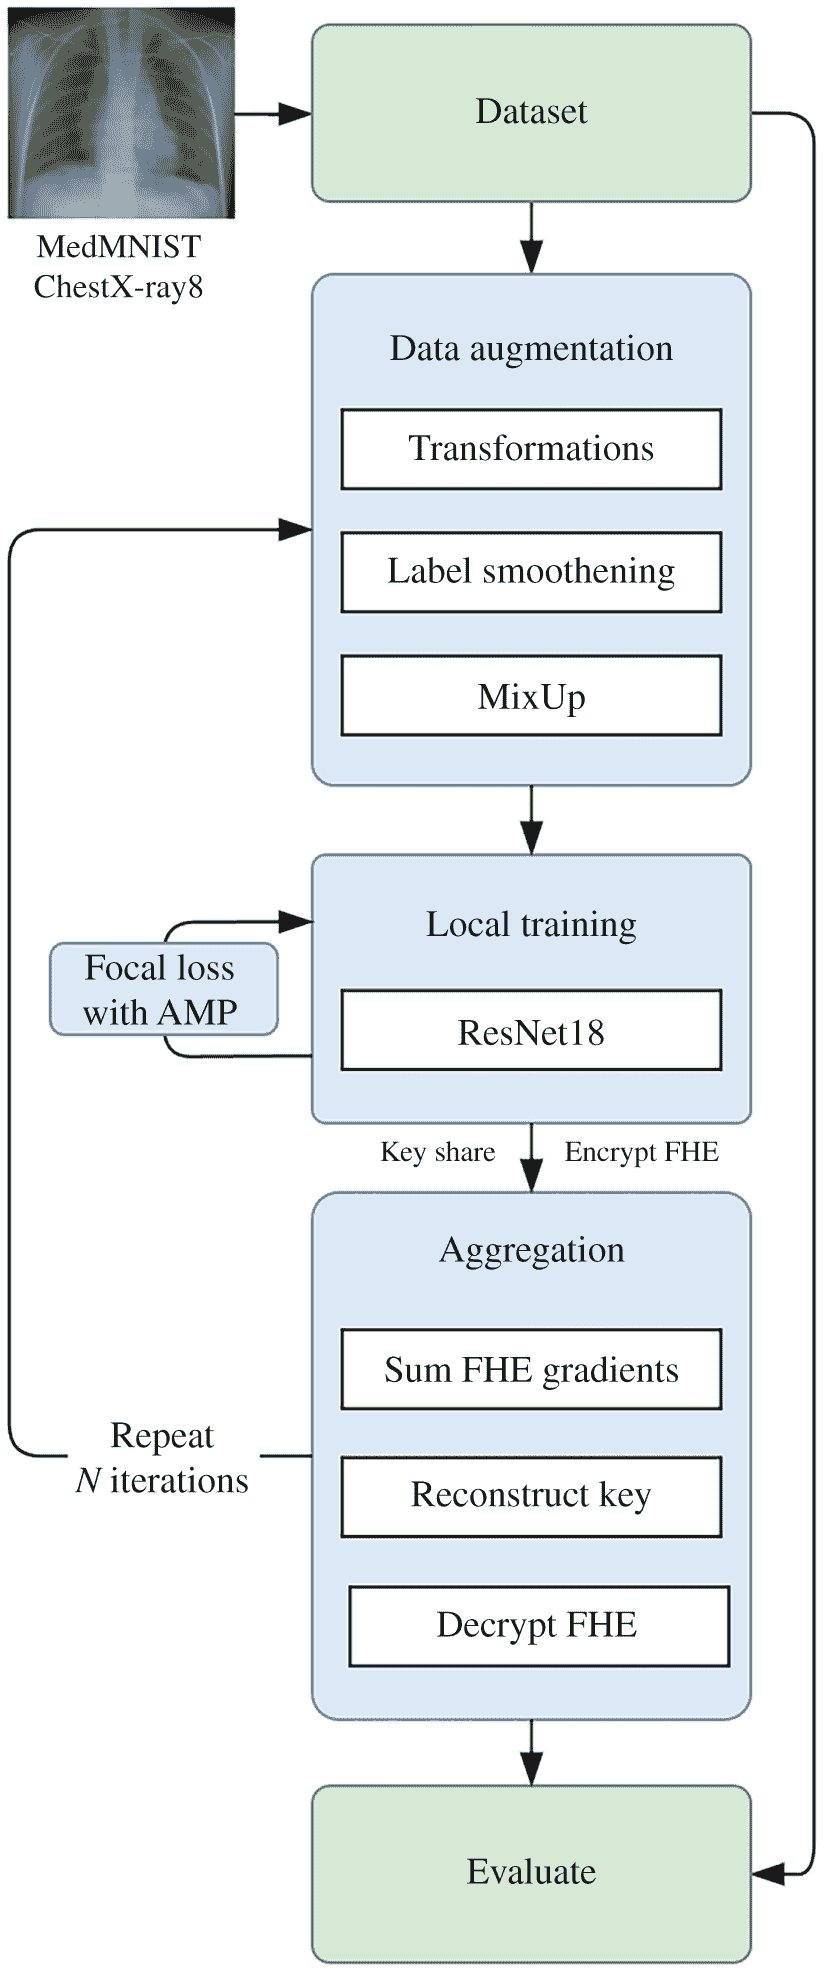 MedMNIST
ChestX-ray8
Dataset
Data augmentation
Transformations
Label smoothening
MixUp
Local training
Focal loss
with AMP
ResNet18
Key share
Encrypt FHE
Aggregation
Sum FHE gradients
Repeat
N iterations
Reconstruct key
Decrypt FHE
Evaluate